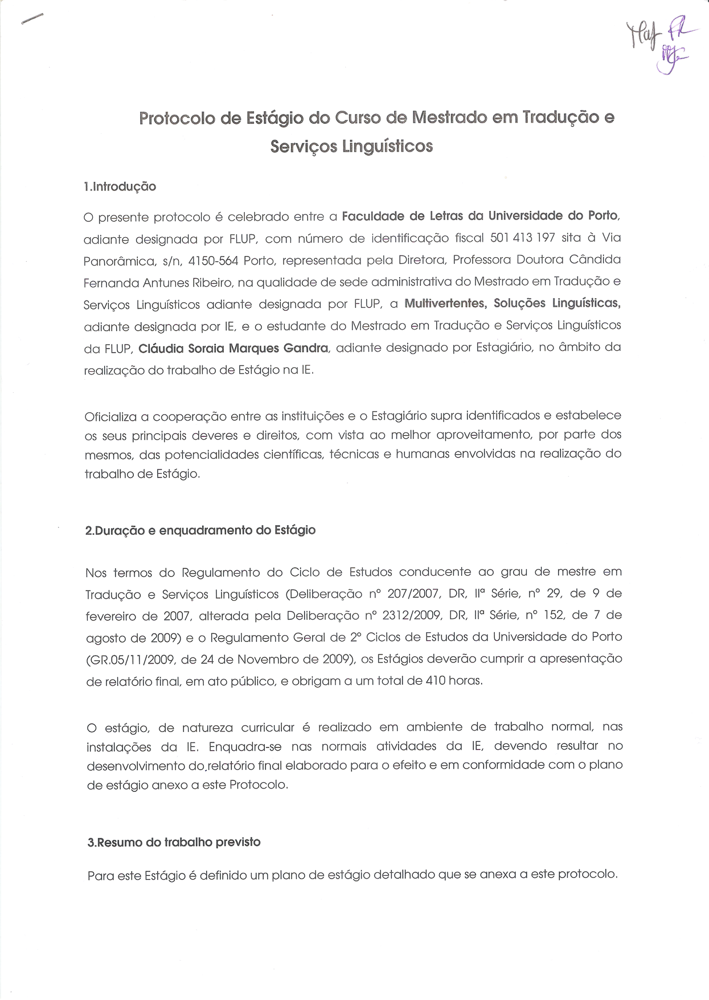 Protocolo de Estágio do Curso de Mestrado em Tradução e
Serviços Linguísticos
1.Introdução
O presente protocolo é celebrado entre a Faculdade de Letras da Universidade do Porto,
adiante designada por FLUP, com número de identificação fiscal 501 413 197 sita à Via
Panorâmica, s/n, 4150-564 Porto, representada pela Diretora, Professora Doutora Cândida
Fernanda Antunes Ribeiro, na qualidade de sede administrativa do Mestrado em Tradução e
Serviços Linguísticos adiante designada por FLUP, a Multivertentes, Soluções Linguísticas,
adiante designada por IE, e o estudante do Mestrado em Tradução e Serviços Linguísticos
da FLUP, Cláudia Soraia Marques Gandra, adiante designado por Estagiário, no âmbito da
realização do trabalho de Estágio na IE.
Oficializa a cooperação entre as instituições e o Estagiário supra identificados e estabelece
os seus principais deveres e direitos, com vista ao melhor aproveitamento, por parte dos
mesmos, das potencialidades científicas, técnicas e humanas envolvidas na realização do
trabalho de Estágio.
2.Duração e enquadramento do Estágio
Nos termos do Regulamento do Ciclo de Estudos conducente ao grau de mestre em
Tradução e Serviços Linguísticos (Deliberação nº 207/2007, DR, IIª Série, nº 29, de 9 de
fevereiro de 2007, alterada pela Deliberação nº 2312/2009, DR, IIª Série, nº 152, de 7 de
agosto de 2009) e o Regulamento Geral de 2º Ciclos de Estudos da Universidade do Porto
(GR.05/11/2009, de 24 de Novembro de 2009), os Estágios deverão cumprir a apresentação
de relatório final, em ato público, e obrigam a um total de 410 horas.
O estágio, de natureza curricular é realizado em ambiente de trabalho normal, nas
instalações da IE. Enquadra-se nas normais atividades da IE, devendo resultar no
desenvolvimento do relatório final elaborado para o efeito e em conformidade com o plano
de estágio anexo a este Protocolo.
3.Resumo do trabalho previsto
Para este Estágio é definido um plano de estágio detalhado que se anexa a este protocolo.